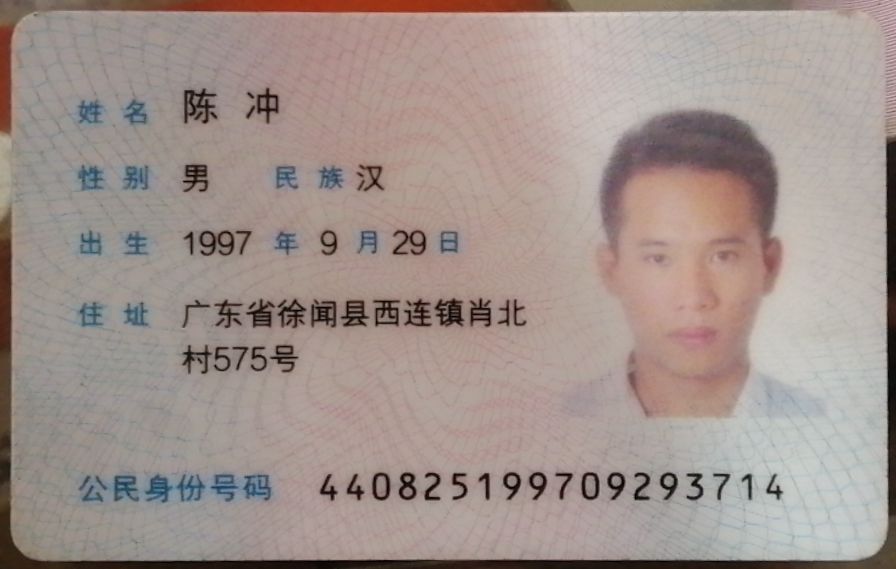 姓名 陈冲
性别 男 民族 汉
出生 1997 年 9 月 29 日
住址 广东省徐闻县西连镇肖北
村575号
公民身份号码 440825199709293714